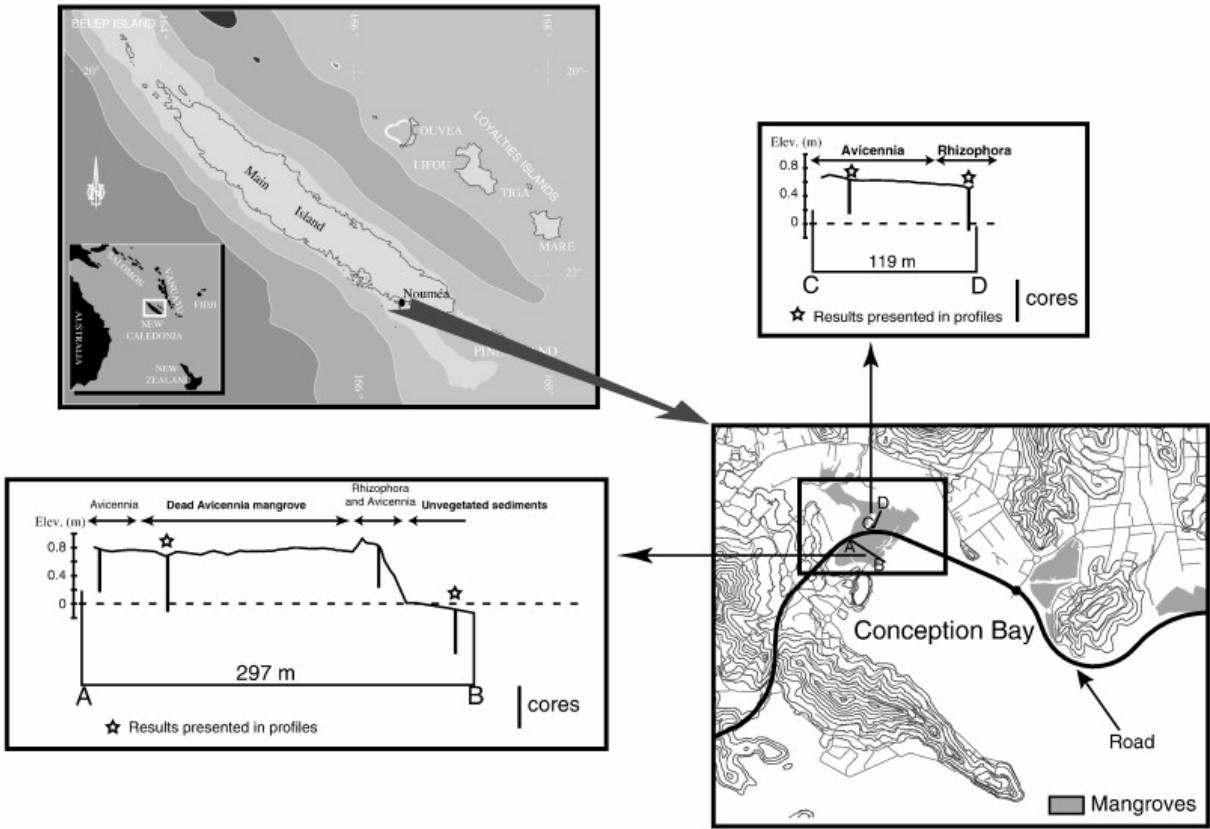 BELEP ISLAND
164°
166°
168°
20°
20°
OUVEA
LOYALTIES ISLANDS
LIFOU
TIGA
MARE
Main
Island
N
22°
Nouméa
166°
168°
SALOMON
VANUATU
FIDJI
NEW
CALEDONIA
AUSTRALIA
NEW
ZEALAND
Elev. (m)
Avicennia
Rhizophora
0.8
0.4
0
119 m
C
D
cores
Results presented in profiles
Avicennia
Dead Avicennia mangrove
Rhizophora
and Avicennia
Unvegetated sediments
Elev. (m)
0.8
0.4
0
297 m
A
B
cores
Results presented in profiles
D
C
A
B
Conception Bay
Road
Mangroves